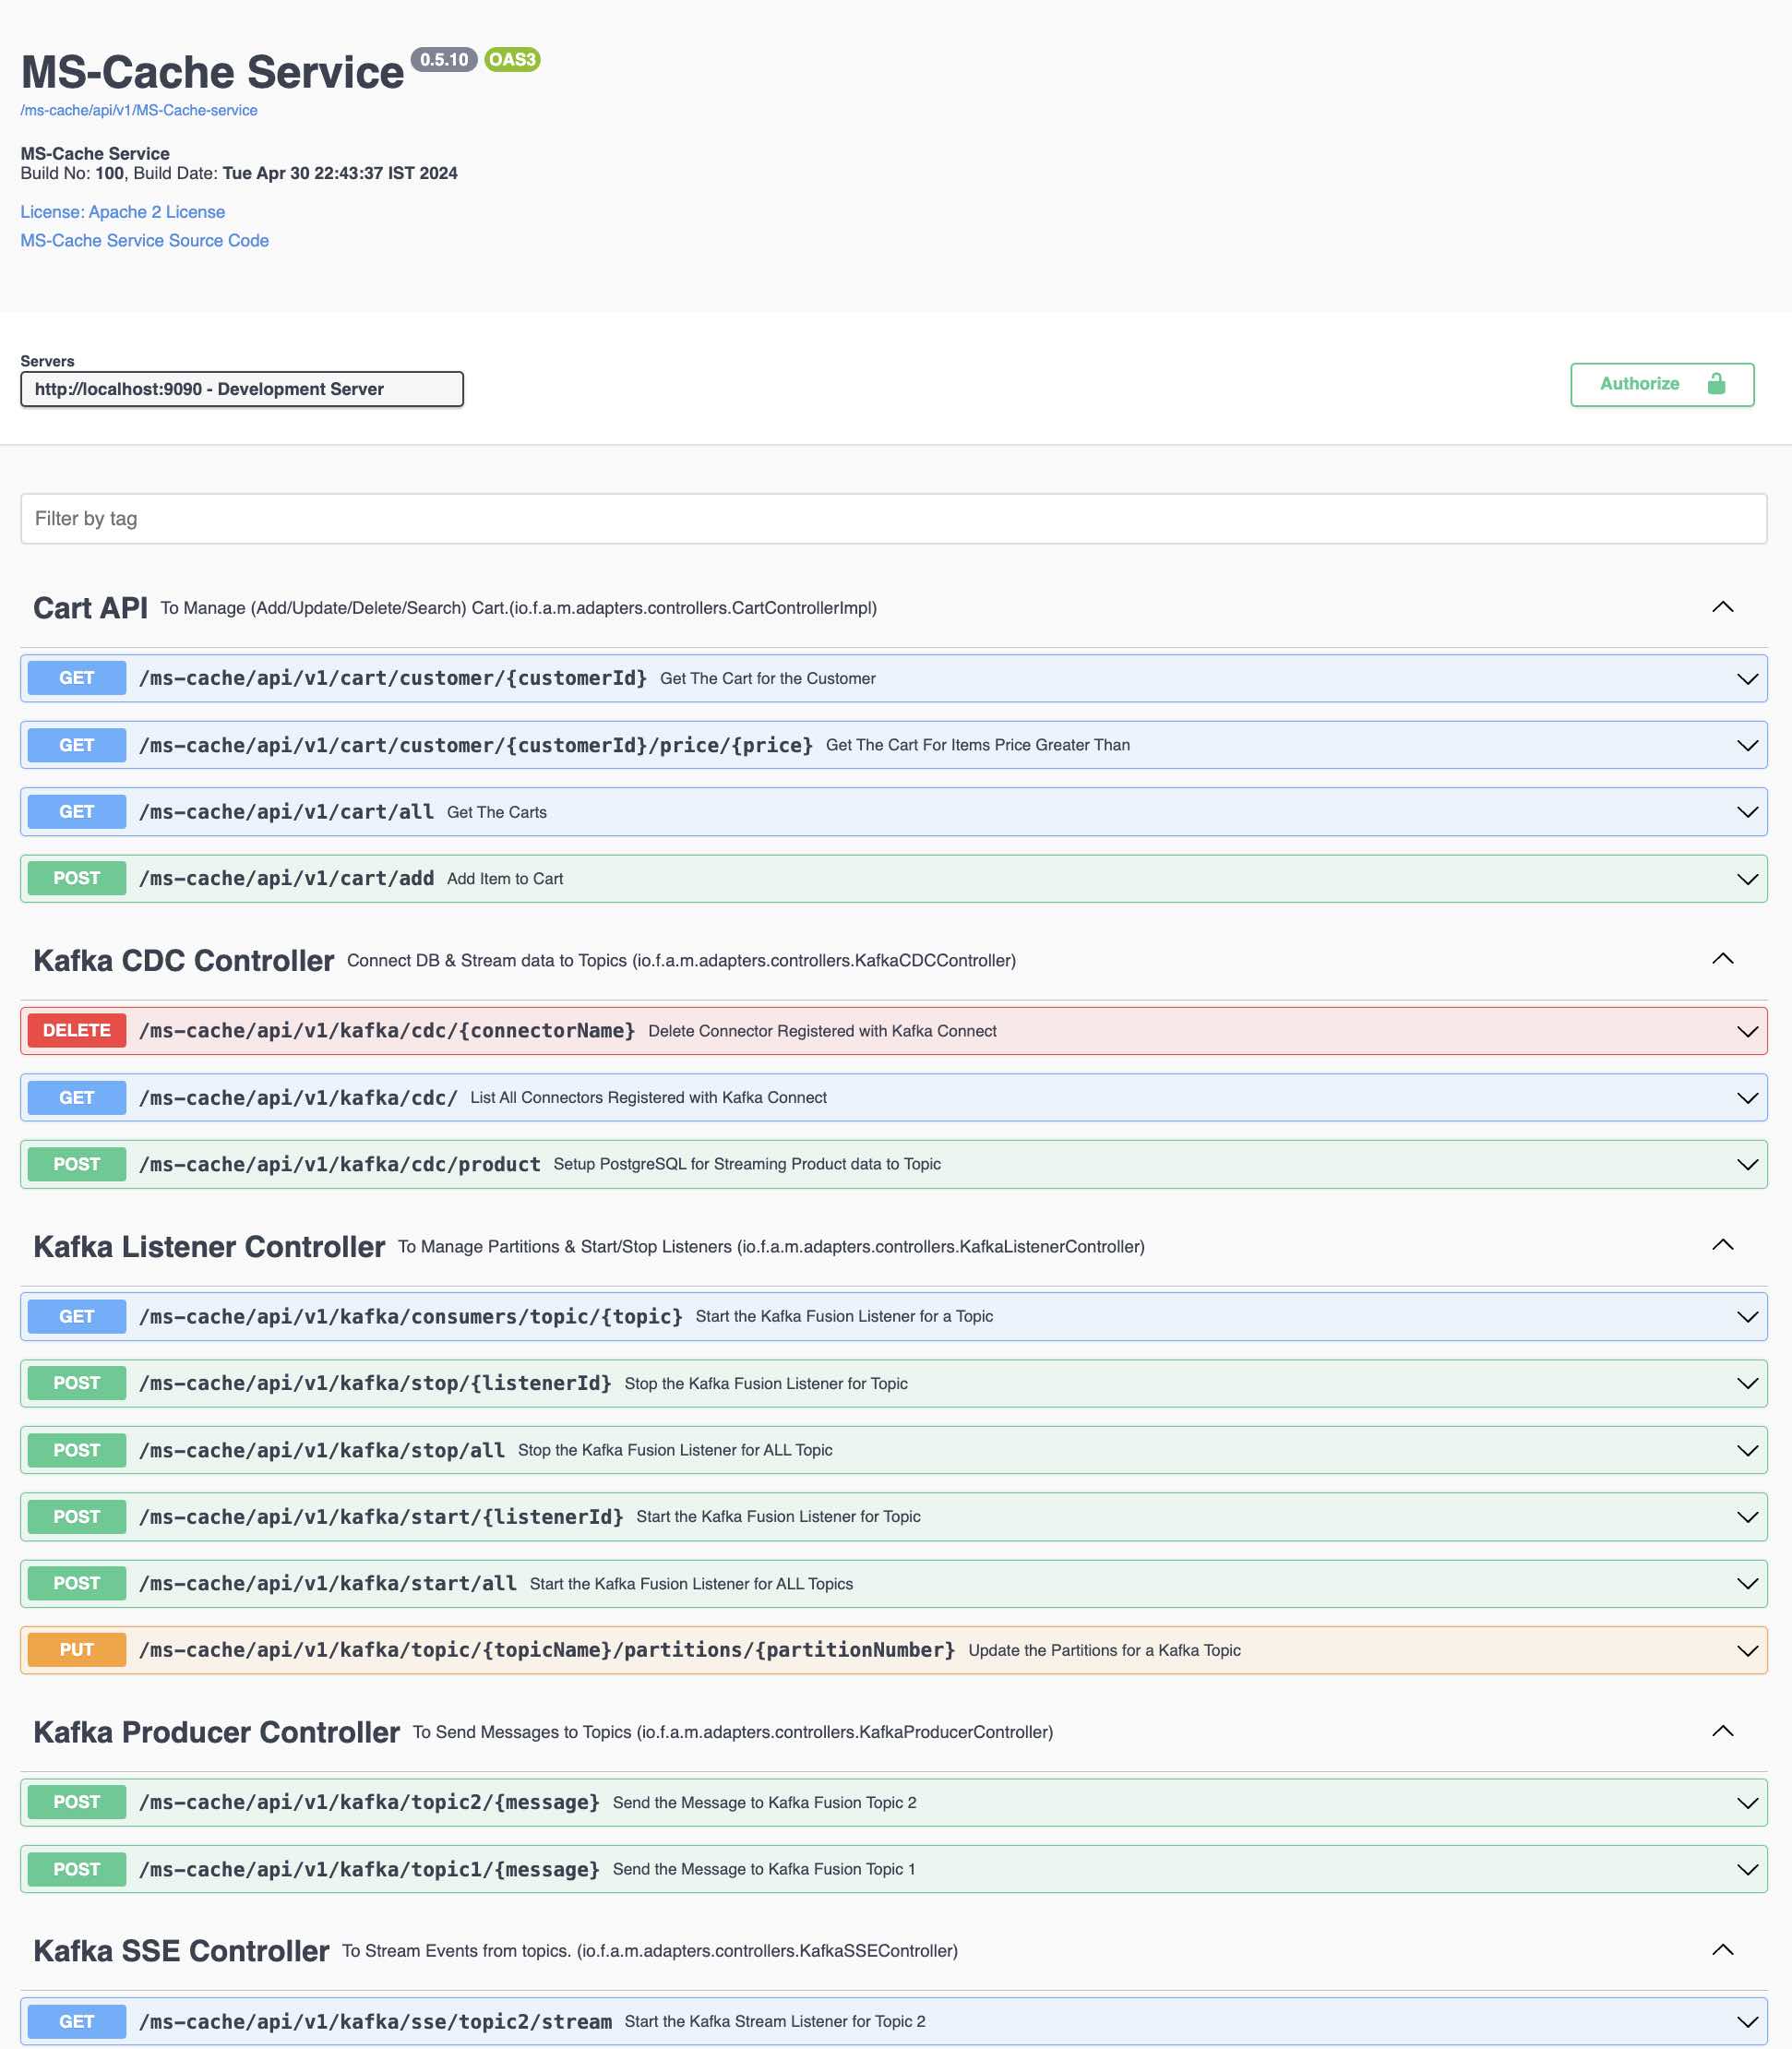 MS-Cache Service 0.5.10 OAS3
/ms-cache/api/v1/MS-Cache-service
MS-Cache Service
Build No: 100, Build Date: Tue Apr 30 22:43:37 IST 2024
License: Apache 2 License
MS-Cache Service Source Code
Servers
http://localhost:9090 - Development Server
Authorize
Filter by tag
Cart API To Manage (Add/Update/Delete/Search) Cart.(io.f.a.m.adapters.controllers.CartControllerImpl)
GET /ms-cache/api/v1/cart/customer/{customerId} Get The Cart for the Customer
GET /ms-cache/api/v1/cart/customer/{customerId}/price/{price} Get The Cart For Items Price Greater Than
GET /ms-cache/api/v1/cart/all Get The Carts
POST /ms-cache/api/v1/cart/add Add Item to Cart
Kafka CDC Controller Connect DB & Stream data to Topics (io.f.a.m.adapters.controllers.KafkaCDCController)
DELETE /ms-cache/api/v1/kafka/cdc/{connectorName} Delete Connector Registered with Kafka Connect
GET /ms-cache/api/v1/kafka/cdc/ List All Connectors Registered with Kafka Connect
POST /ms-cache/api/v1/kafka/cdc/product Setup PostgreSQL for Streaming Product data to Topic
Kafka Listener Controller To Manage Partitions & Start/Stop Listeners (io.f.a.m.adapters.controllers.KafkaListenerController)
GET /ms-cache/api/v1/kafka/consumers/topic/{topic} Start the Kafka Fusion Listener for a Topic
POST /ms-cache/api/v1/kafka/stop/{listenerId} Stop the Kafka Fusion Listener for Topic
POST /ms-cache/api/v1/kafka/stop/all Stop the Kafka Fusion Listener for ALL Topic
POST /ms-cache/api/v1/kafka/start/{listenerId} Start the Kafka Fusion Listener for Topic
POST /ms-cache/api/v1/kafka/start/all Start the Kafka Fusion Listener for ALL Topics
PUT /ms-cache/api/v1/kafka/topic/{topicName}/partitions/{partitionNumber} Update the Partitions for a Kafka Topic
Kafka Producer Controller To Send Messages to Topics (io.f.a.m.adapters.controllers.KafkaProducerController)
POST /ms-cache/api/v1/kafka/topic2/{message} Send the Message to Kafka Fusion Topic 2
POST /ms-cache/api/v1/kafka/topic1/{message} Send the Message to Kafka Fusion Topic 1
Kafka SSE Controller To Stream Events from topics. (io.f.a.m.adapters.controllers.KafkaSSEController)
GET /ms-cache/api/v1/kafka/sse/topic2/stream Start the Kafka Stream Listener for Topic 2